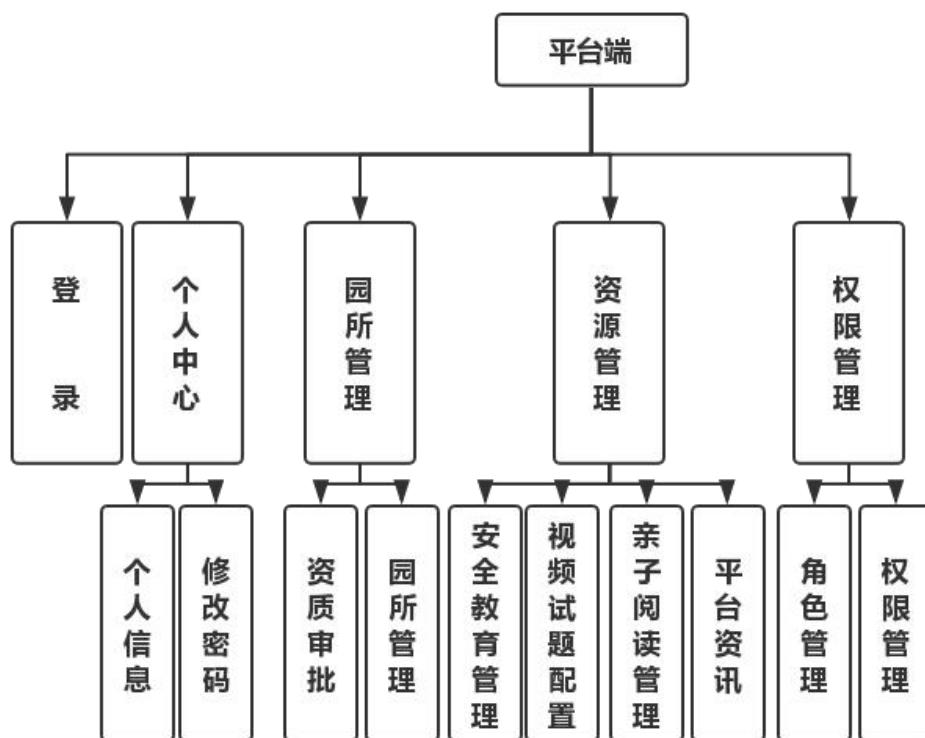 平台端
登录
个人中心
园所管理
资源管理
权限管理
个人信息
修改密码
资质审批
园所管理
安全教育管理
视频试题配置
亲子阅读管理
平台资讯
角色管理
权限管理